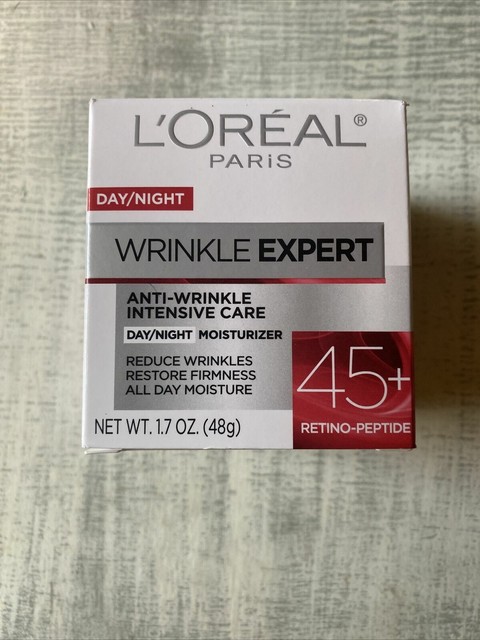 L'ORÉAL®
PARiS
DAY/NIGHT
WRINKLE EXPERT
ANTI-WRINKLE
INTENSIVE CARE
DAY/NIGHT MOISTURIZER
REDUCE WRINKLES
RESTORE FIRMNESS
ALL DAY MOISTURE
45+
RETINO-PEPTIDE
NET WT. 1.7 OZ. (48g)